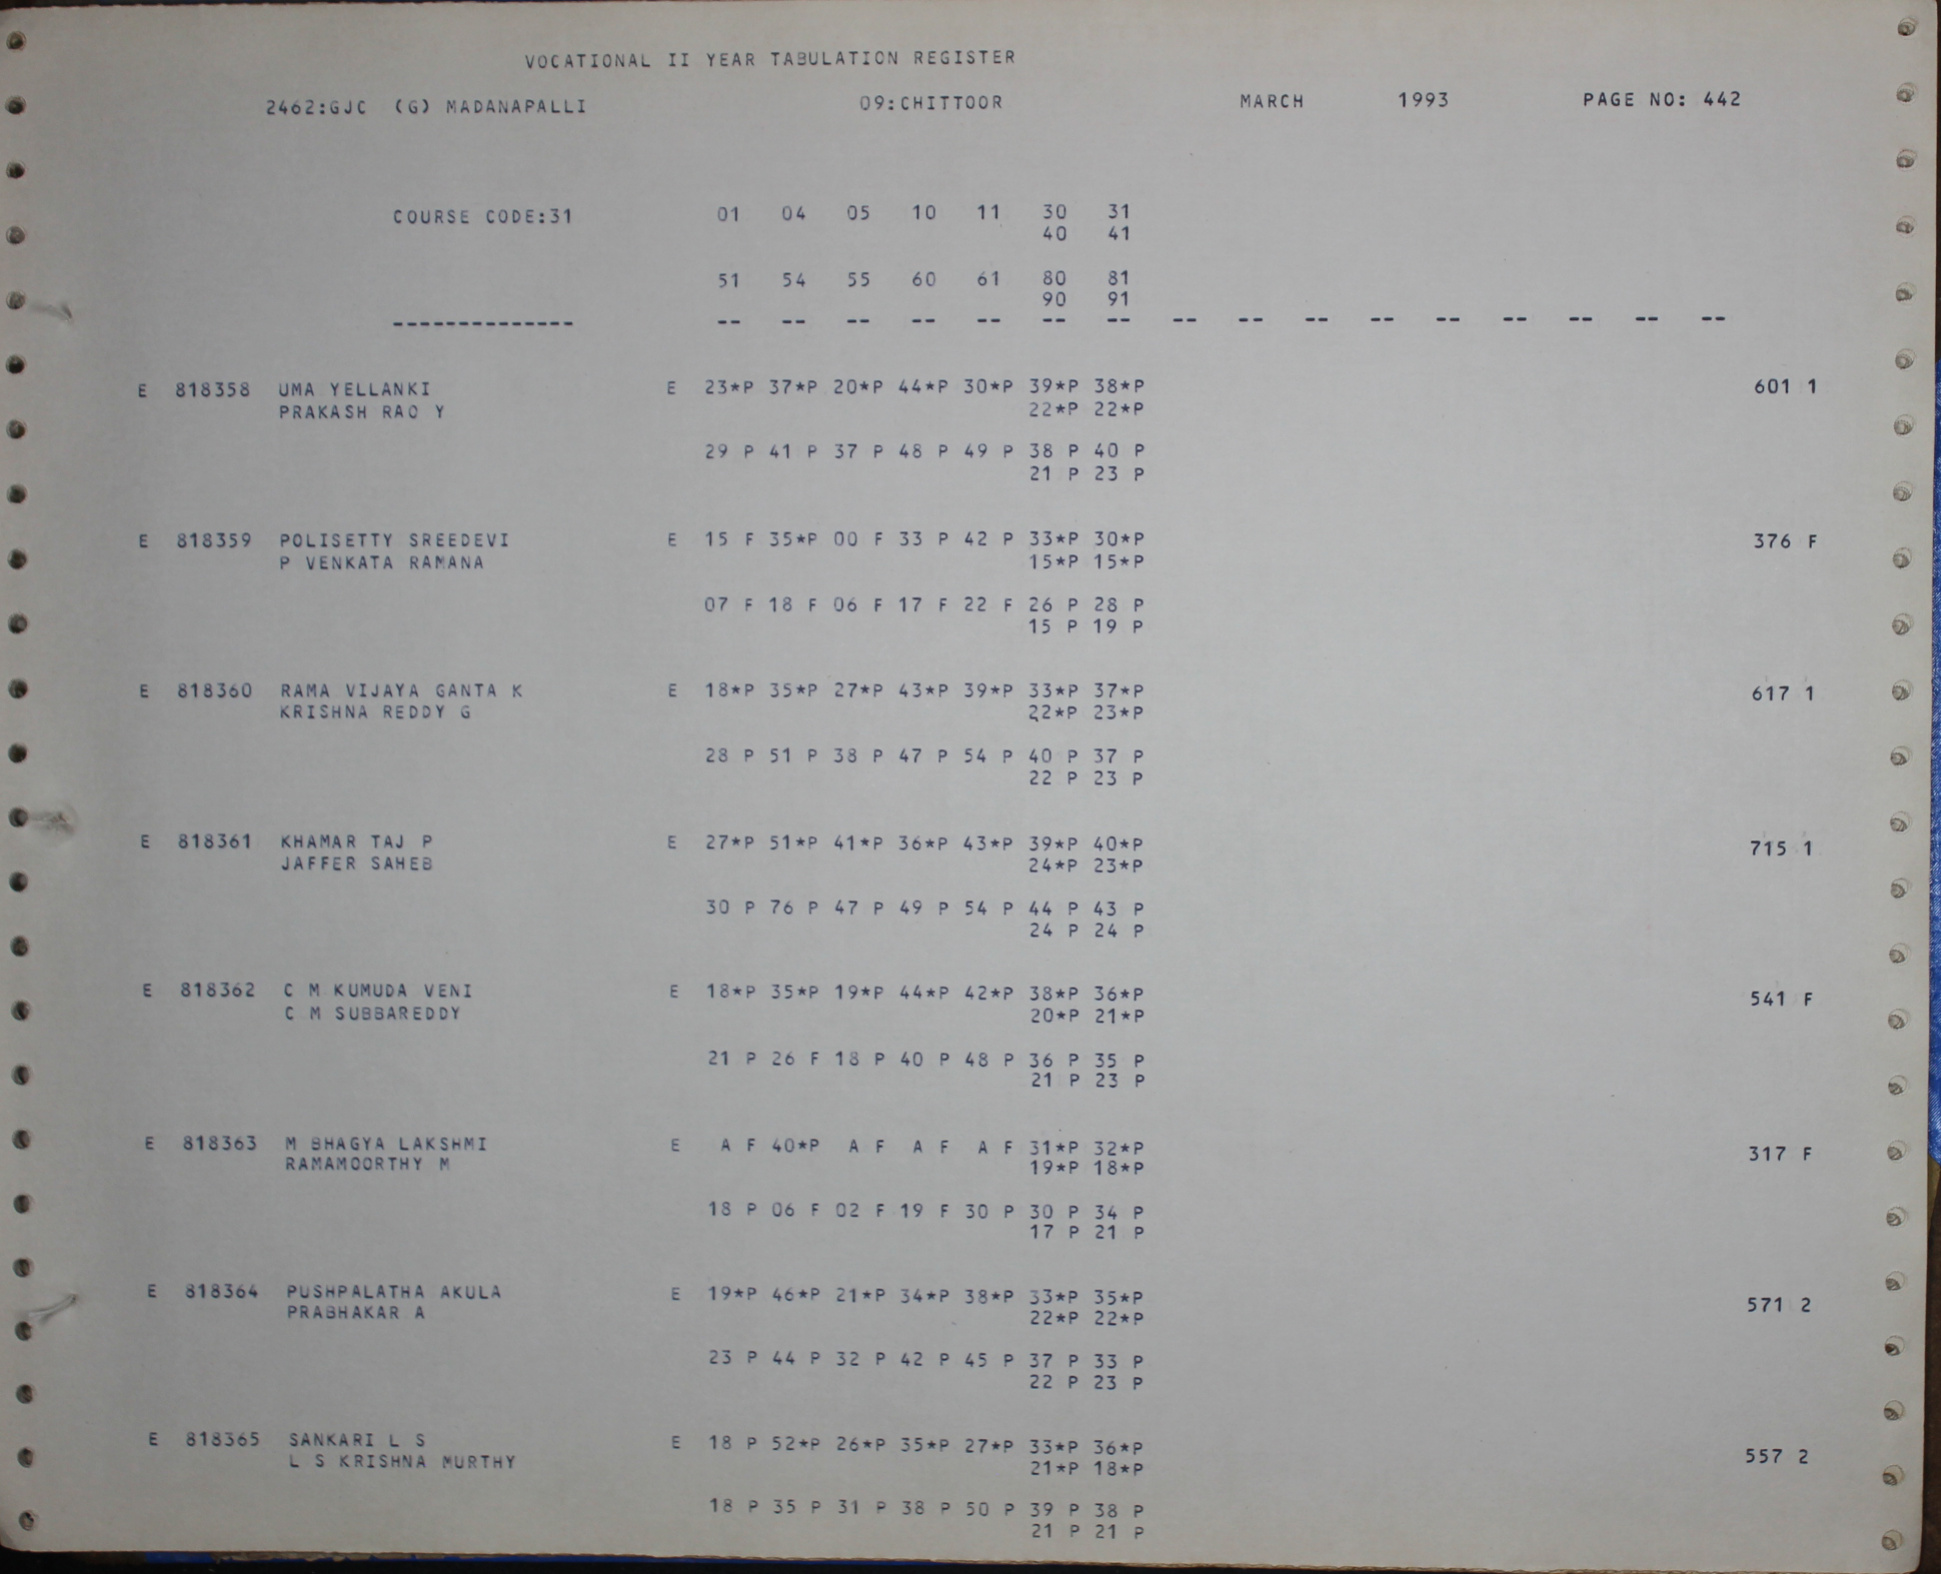 VOCATIONAL II YEAR TABULATION REGISTER
2462:GJC (G) MADANAPALLI 09:CHITTOOR MARCH 1993 PAGE NO: 442
COURSE CODE:31 01 04 05 10 11 30 31
40 41
51 54 55 60 61 80 81
90 91
-------------- -- -- -- -- -- -- -- -- -- -- -- -- -- -- -- --
E 818358 UMA YELLANKI E 23*P 37*P 20*P 44*P 30*P 39*P 38*P 601 1
PRAKASH RAO Y 22*P 22*P
29 P 41 P 37 P 48 P 49 P 38 P 40 P
21 P 23 P
E 818359 POLISETTY SREEDEVI E 15 F 35*P 00 F 33 P 42 P 33*P 30*P 376 F
P VENKATA RAMANA 15*P 15*P
07 F 18 F 06 F 17 F 22 F 26 P 28 P
15 P 19 P
E 818360 RAMA VIJAYA GANTA K E 18*P 35*P 27*P 43*P 39*P 33*P 37*P 617 1
KRISHNA REDDY G 22*P 23*P
28 P 51 P 38 P 47 P 54 P 40 P 37 P
22 P 23 P
E 818361 KHAMAR TAJ P E 27*P 51*P 41*P 36*P 43*P 39*P 40*P 715 1
JAFFER SAHEB 24*P 23*P
30 P 76 P 47 P 49 P 54 P 44 P 43 P
24 P 24 P
E 818362 C M KUMUDA VENI E 18*P 35*P 19*P 44*P 42*P 38*P 36*P 541 F
C M SUBBAREDDY 20*P 21*P
21 P 26 F 18 P 40 P 48 P 36 P 35 P
21 P 23 P
E 818363 M BHAGYA LAKSHMI E A F 40*P A F A F A F 31*P 32*P 317 F
RAMAMOORTHY M 19*P 18*P
18 P 06 F 02 F 19 F 30 P 30 P 34 P
17 P 21 P
E 818364 PUSHPALATHA AKULA E 19*P 46*P 21*P 34*P 38*P 33*P 35*P 571 2
PRABHAKAR A 22*P 22*P
23 P 44 P 32 P 42 P 45 P 37 P 33 P
22 P 23 P
E 818365 SANKARI L S E 18 P 52*P 26*P 35*P 27*P 33*P 36*P 557 2
L S KRISHNA MURTHY 21*P 18*P
18 P 35 P 31 P 38 P 50 P 39 P 38 P
21 P 21 P